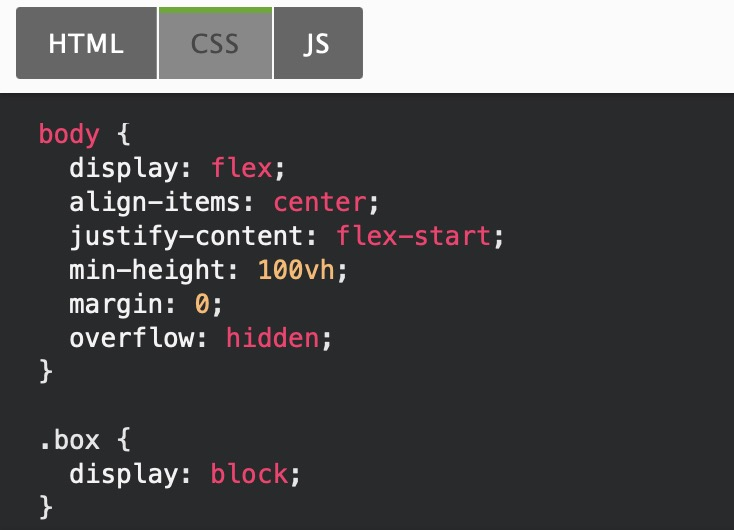 HTML CSS JS
body {
  display: flex;
  align-items: center;
  justify-content: flex-start;
  min-height: 100vh;
  margin: 0;
  overflow: hidden;
}
.box {
  display: block;
}